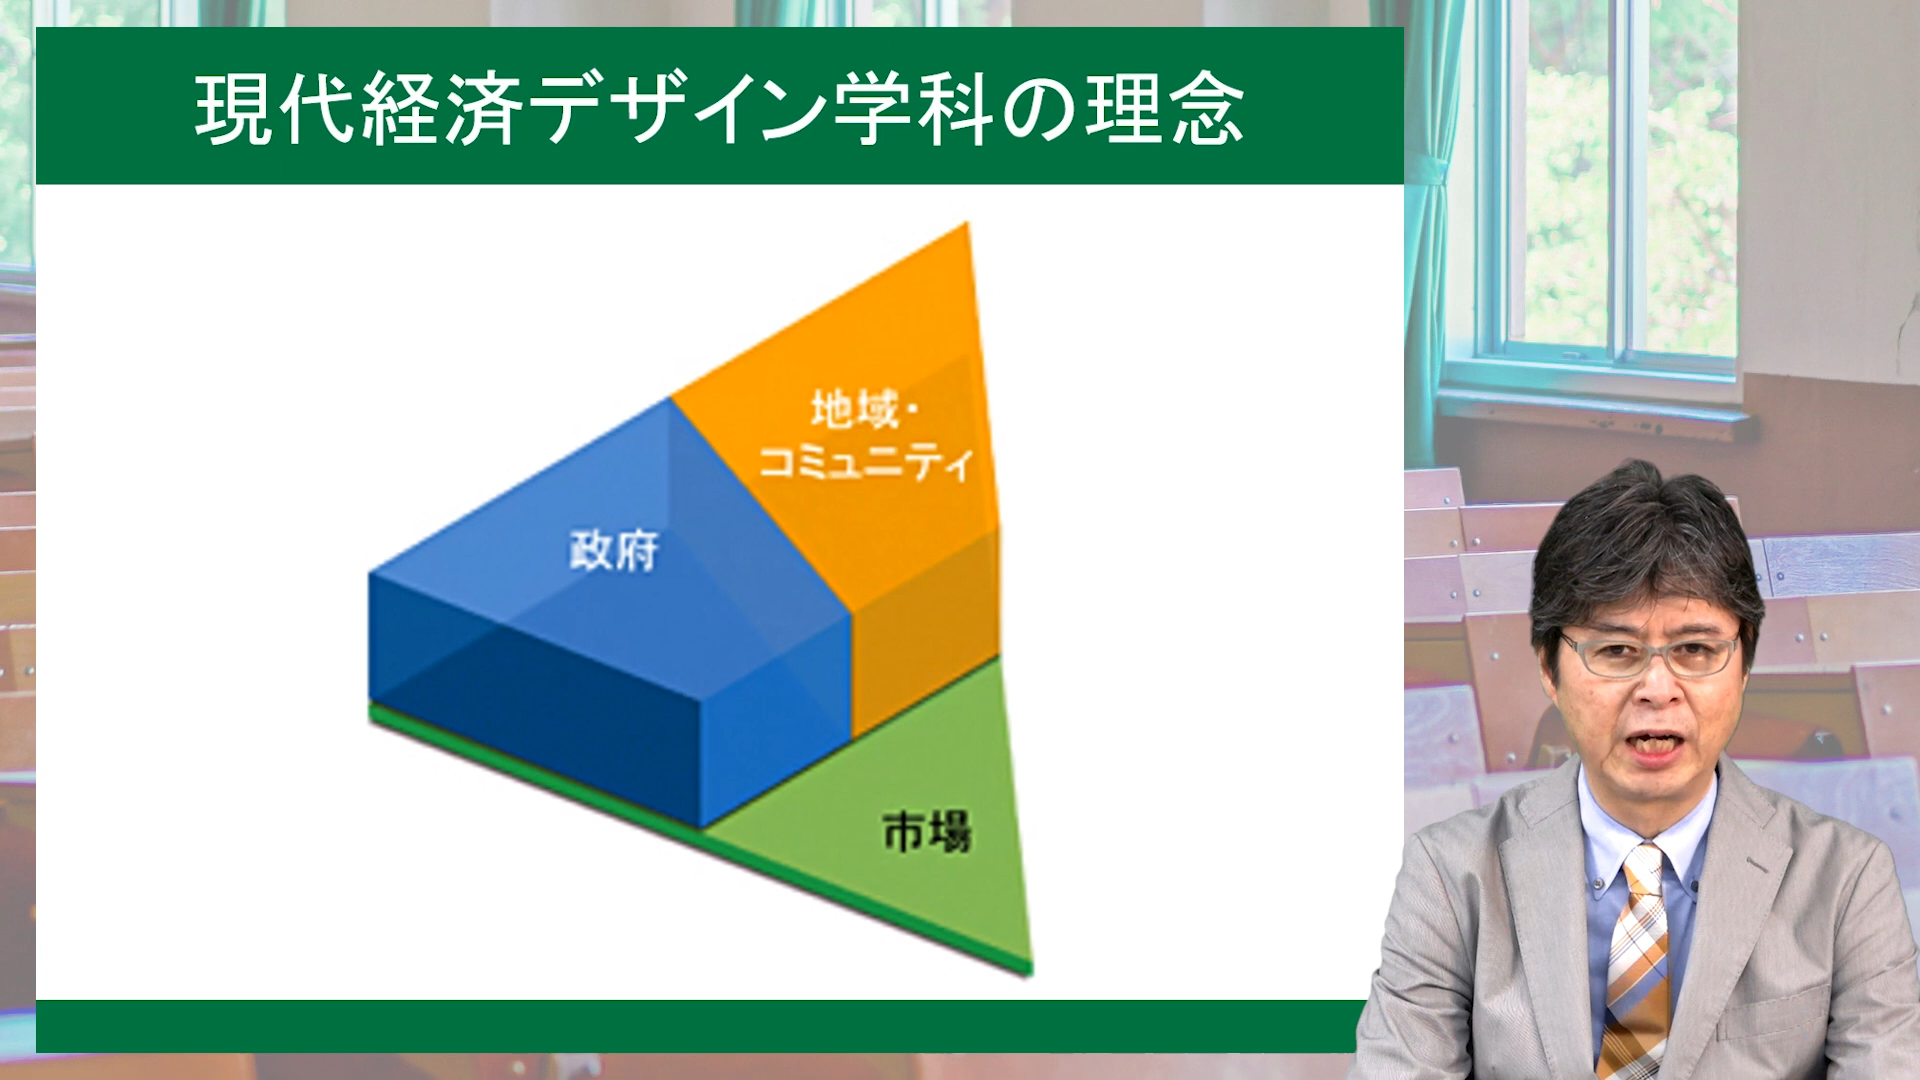 現代経済デザイン学科の理念
地域・
コミュニティ
政府
市場